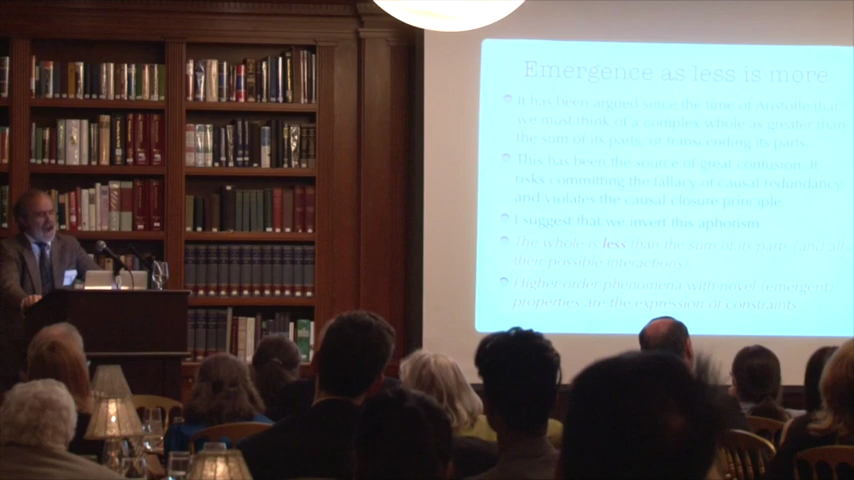 Emergence as less is more
It has been argued since the time of Aristotle that
we must think of a complex whole as greater than
the sum of its parts, or transcending its parts.
This has been the source of great confusion. It
risks committing the fallacy of causal redundancy
and violates the causal closure principle.
I suggest that we invert this aphorism.
The whole is less than the sum of its parts (and) all
their possible interactions)
Higher order phenomena with novel (emergent)
properties are the expression of constraints